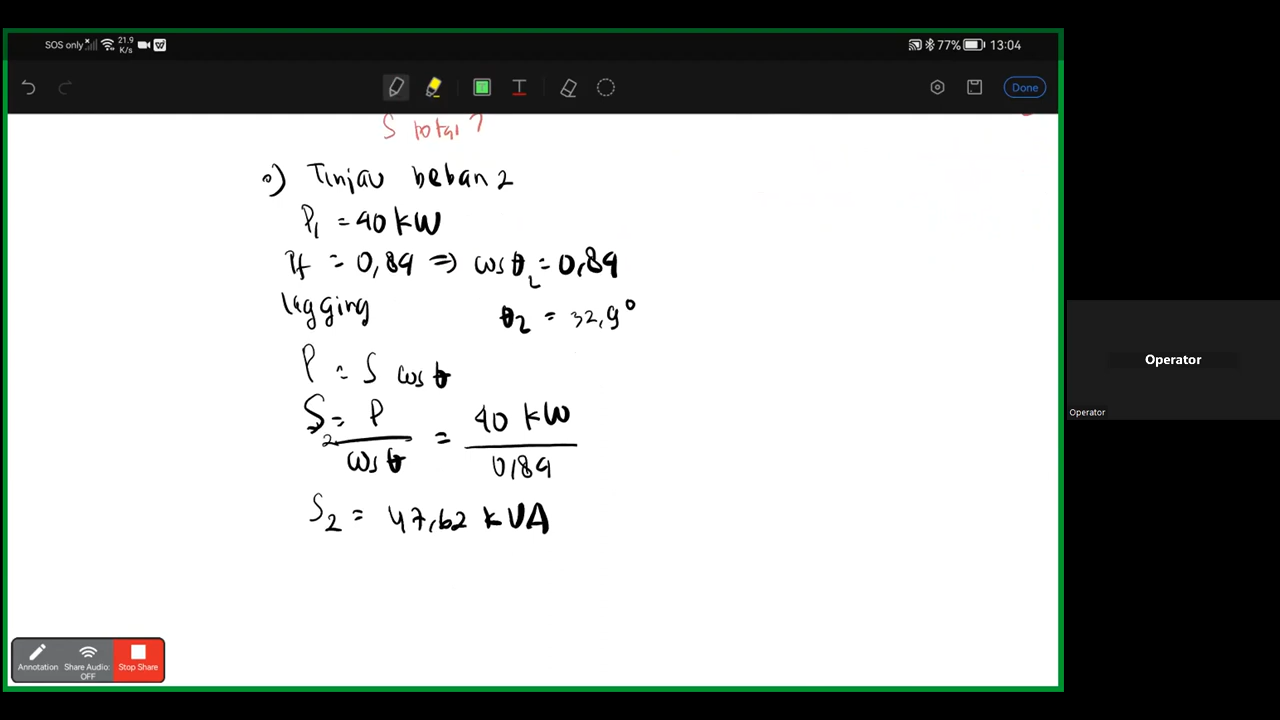 SOS only 21.9 K/s 77% 13:04
Done
S total ?
•) Tinjau beban 2
P₁ = 40 kW
Pf = 0,84 ⇒ cos θ₂ = 0,84
lagging θ₂ = 32,9°
P = S cos θ
S₂ = P / cos θ = 40 kW / 0,84
S₂ = 47,62 kVA
Operator
Operator
Annotation Share Audio: OFF Stop Share